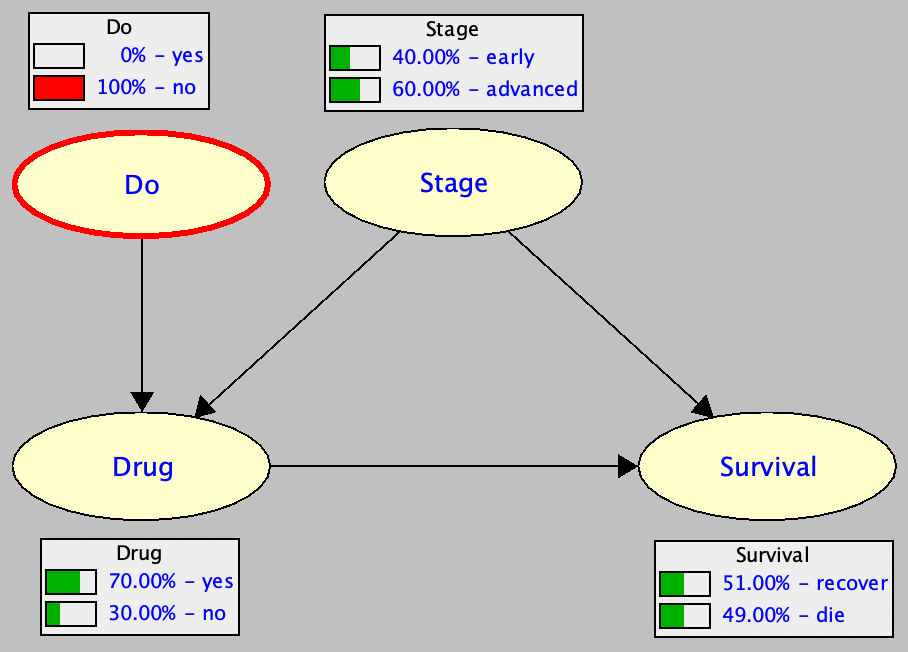 Do
0% – yes
100% – no
Stage
40.00% – early
60.00% – advanced
Do
Stage
Drug
Survival
Drug
70.00% – yes
30.00% – no
Survival
51.00% – recover
49.00% – die